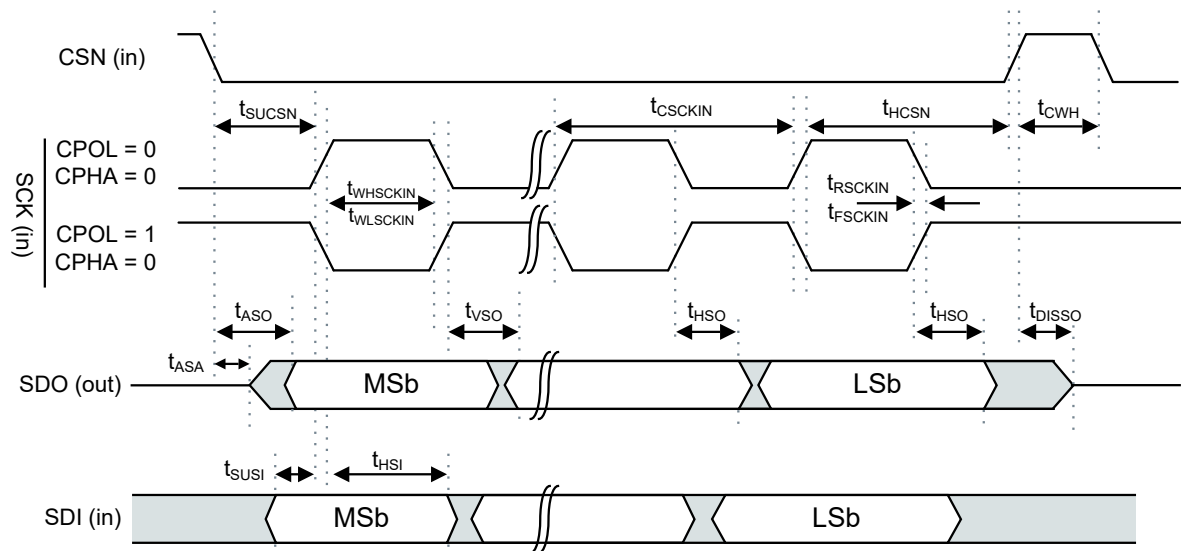 CSN (in)
tSUCSN
tCSCKIN
tHCSN
tCWH
SCK (in)
CPOL = 0
CPHA = 0
tWHSCKIN
tWLSCKIN
tRSCKIN
tFSCKIN
CPOL = 1
CPHA = 0
tASO
tVSO
tHSO
tHSO
tDISSO
tASA
SDO (out)
MSb
LSb
tSUSI
tHSI
SDI (in)
MSb
LSb